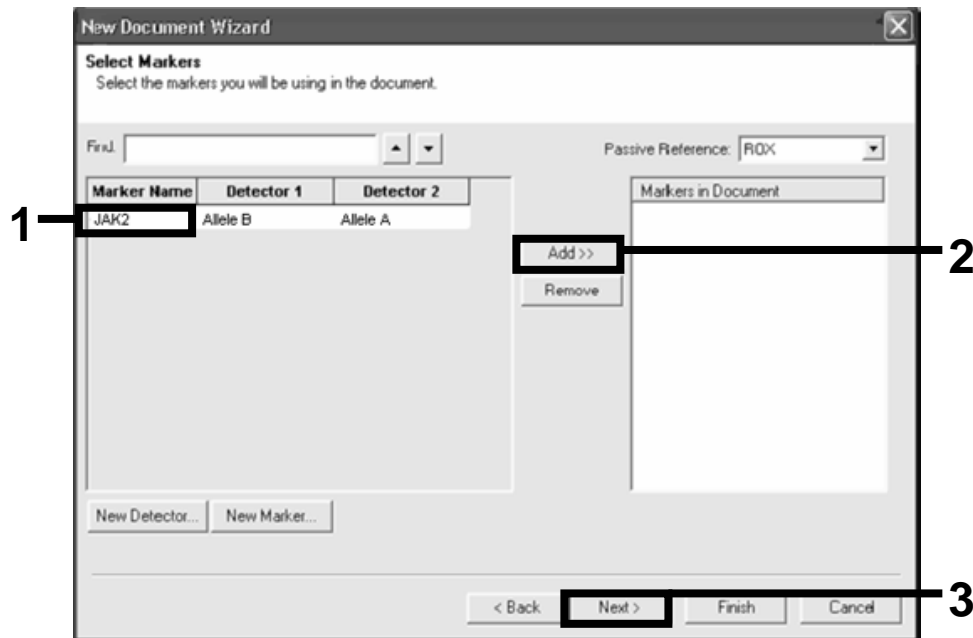 New Document Wizard
Select Markers
Select the markers you will be using in the document.
Find: Passive Reference: ROX
Marker Name Detector 1 Detector 2 Markers in Document
1 JAK2 Allele B Allele A
Add >> 2
Remove
New Detector... New Marker...
< Back Next > Finish Cancel 3